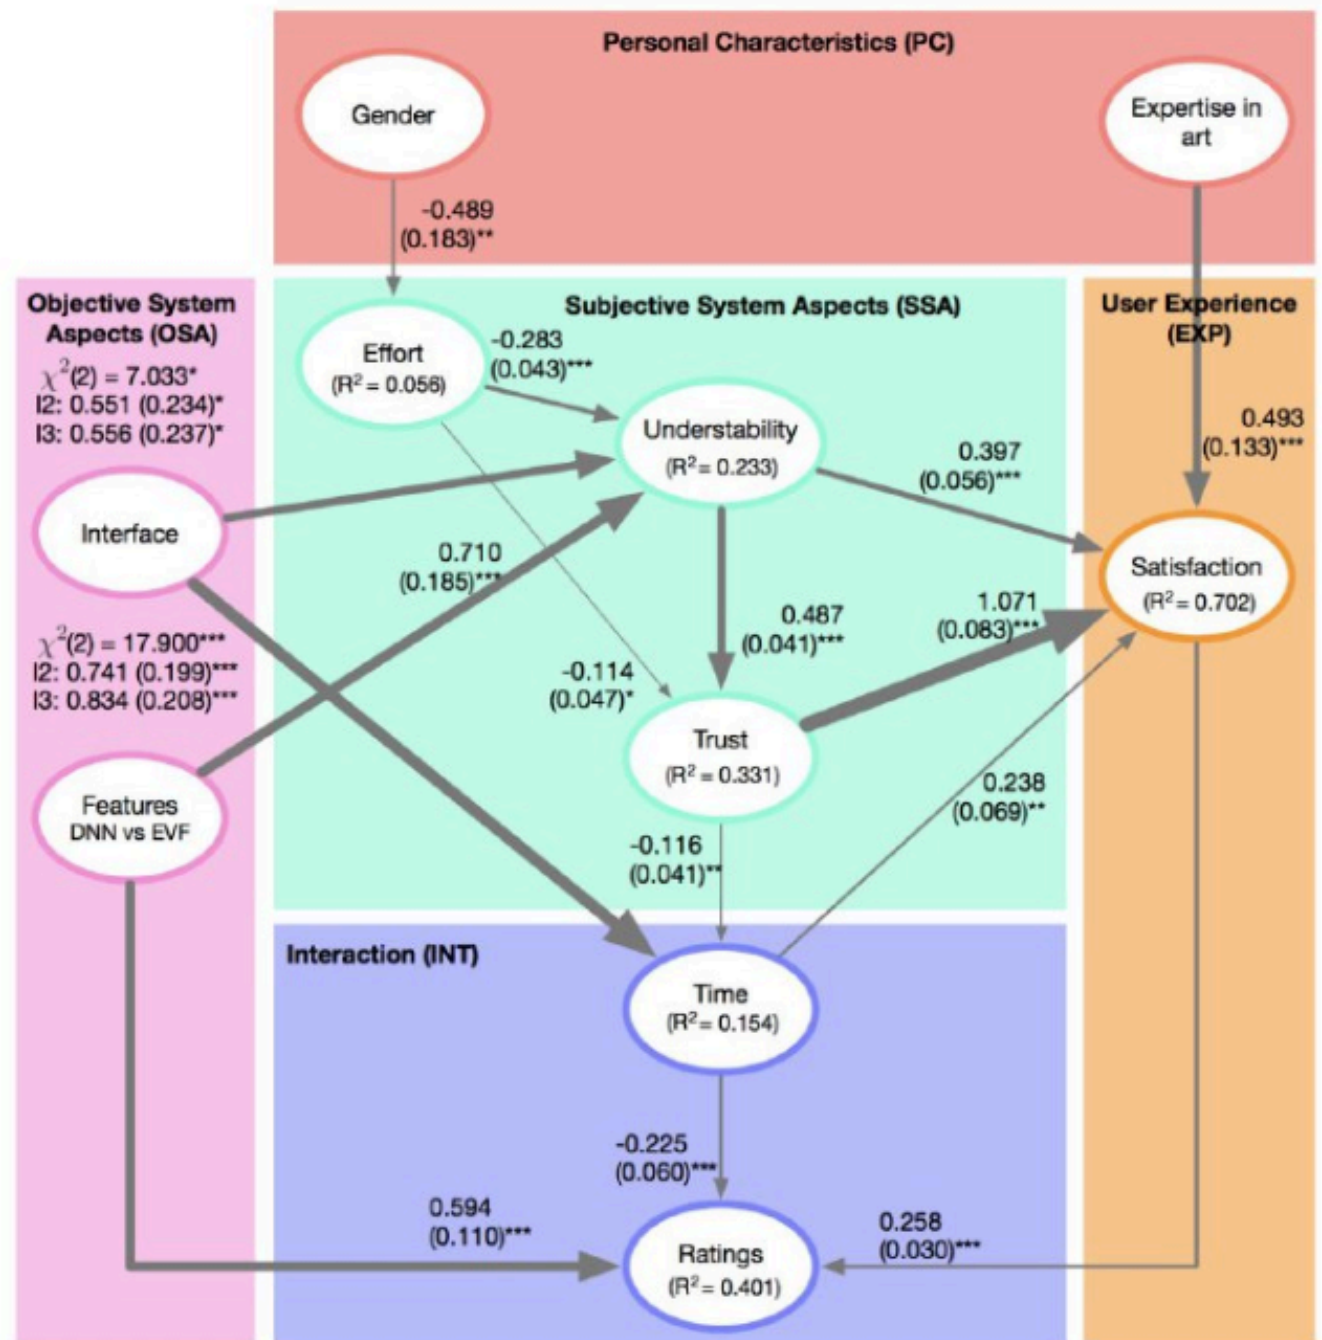 Personal Characteristics (PC)
Gender
Expertise in
art
-0.489
(0.183)**
Objective System
Aspects (OSA)
χ²(2) = 7.033*
I2: 0.551 (0.234)*
I3: 0.556 (0.237)*
Interface
χ²(2) = 17.900***
I2: 0.741 (0.199)***
I3: 0.834 (0.208)***
Features
DNN vs EVF
Subjective System Aspects (SSA)
Effort
(R² = 0.056)
-0.283
(0.043)***
Understability
(R² = 0.233)
0.397
(0.056)***
0.710
(0.185)***
0.487
(0.041)***
1.071
(0.083)***
-0.114
(0.047)*
Trust
(R² = 0.331)
0.238
(0.069)**
-0.116
(0.041)**
User Experience
(EXP)
0.493
(0.133)***
Satisfaction
(R² = 0.702)
Interaction (INT)
Time
(R² = 0.154)
-0.225
(0.060)***
0.594
(0.110)***
Ratings
(R² = 0.401)
0.258
(0.030)***